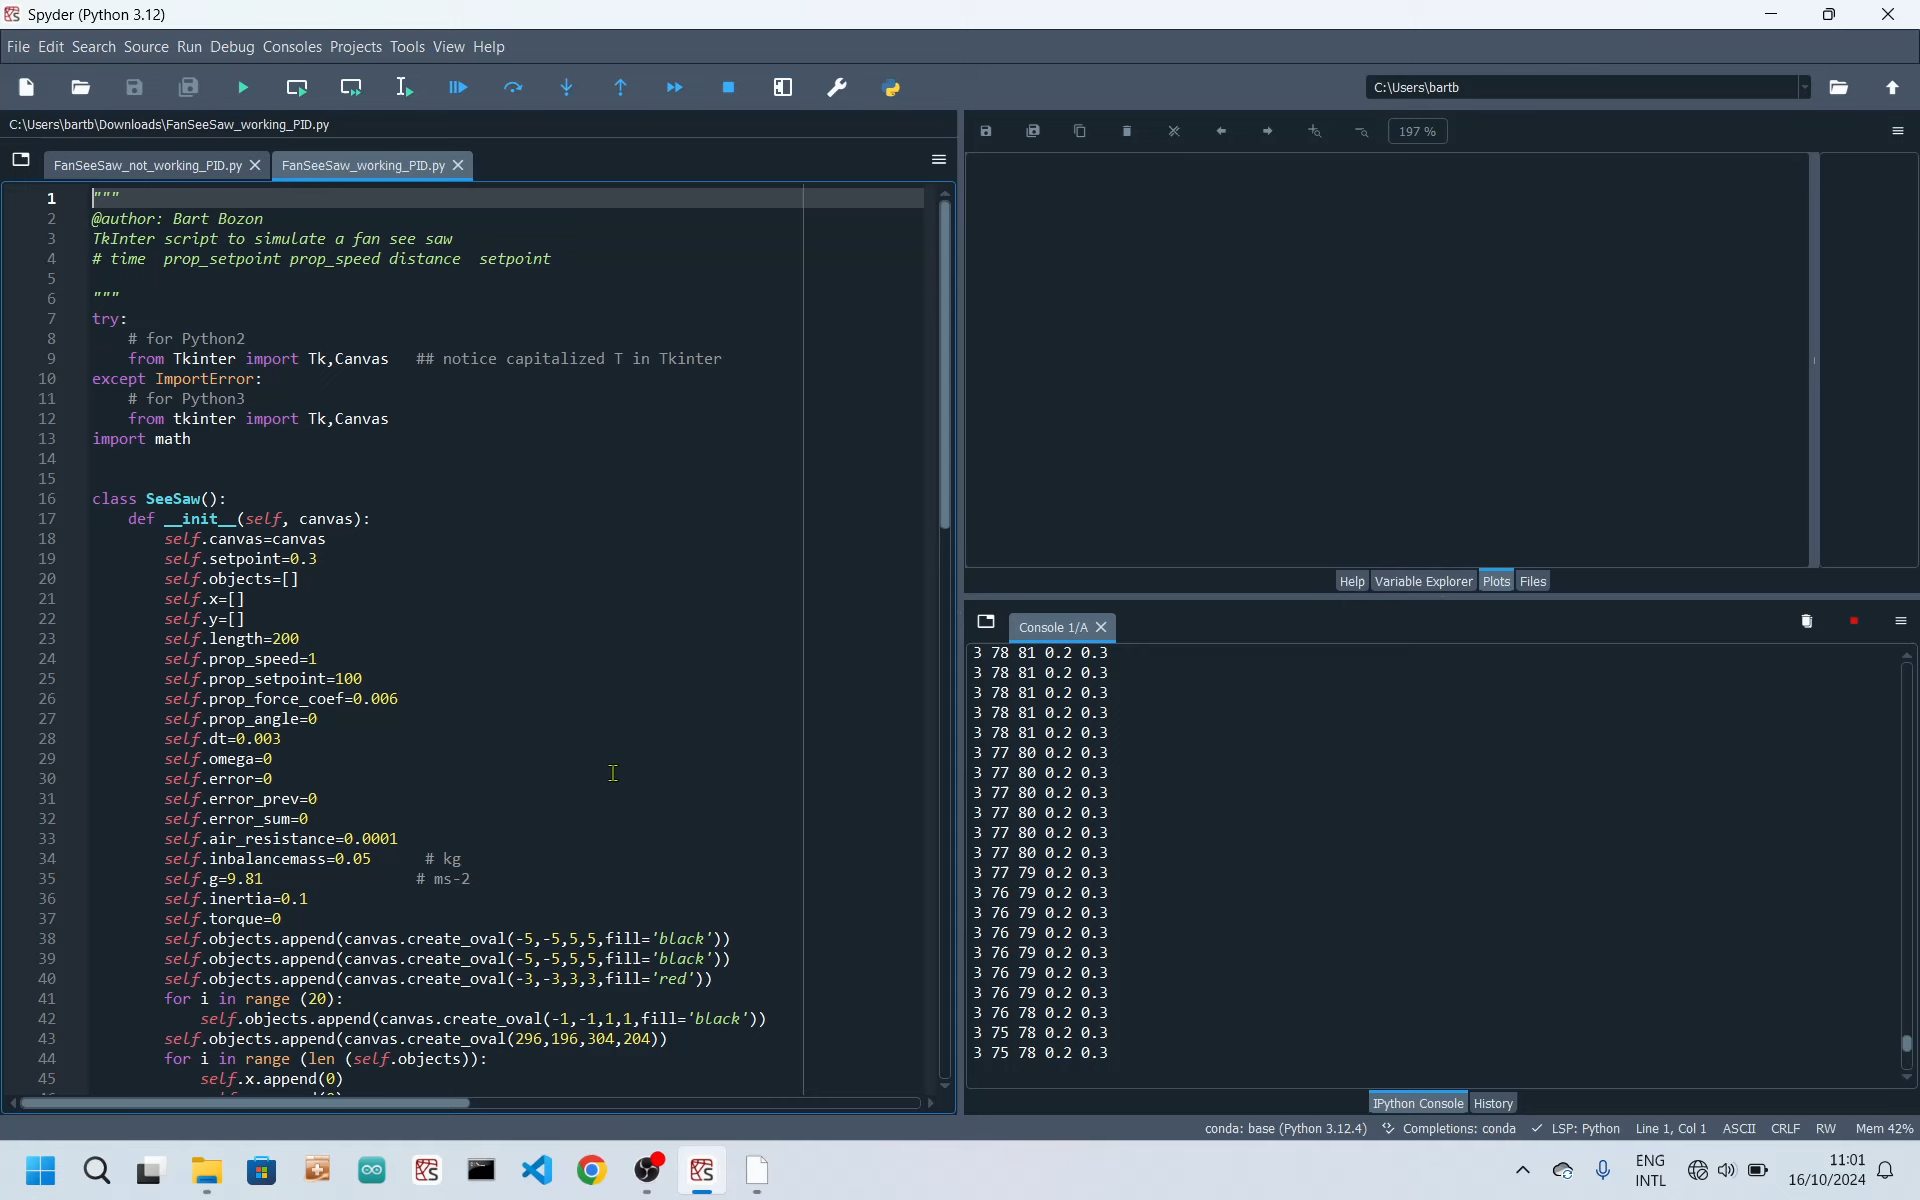 Spyder (Python 3.12)
File Edit Search Source Run Debug Consoles Projects Tools View Help
C:\Users\bartb
C:\Users\bartb\Downloads\FanSeeSaw_working_PID.py
FanSeeSaw_not_working_PID.py
FanSeeSaw_working_PID.py
1 """
2 @author: Bart Bozon
3 TkInter script to simulate a fan see saw
4 # time  prop_setpoint prop_speed distance  setpoint
5
6 """
7 try:
8     # for Python2
9     from Tkinter import Tk,Canvas   ## notice capitalized T in Tkinter
10 except ImportError:
11     # for Python3
12     from tkinter import Tk,Canvas
13 import math
14
15
16 class SeeSaw():
17     def __init__(self, canvas):
18         self.canvas=canvas
19         self.setpoint=0.3
20         self.objects=[]
21         self.x=[]
22         self.y=[]
23         self.length=200
24         self.prop_speed=1
25         self.prop_setpoint=100
26         self.prop_force_coef=0.006
27         self.prop_angle=0
28         self.dt=0.003
29         self.omega=0
30         self.error=0
31         self.error_prev=0
32         self.error_sum=0
33         self.air_resistance=0.0001
34         self.inbalancemass=0.05      # kg
35         self.g=9.81                 # ms-2
36         self.inertia=0.1
37         self.torque=0
38         self.objects.append(canvas.create_oval(-5,-5,5,5,fill='black'))
39         self.objects.append(canvas.create_oval(-5,-5,5,5,fill='black'))
40         self.objects.append(canvas.create_oval(-3,-3,3,3,fill='red'))
41         for i in range (20):
42             self.objects.append(canvas.create_oval(-1,-1,1,1,fill='black'))
43         self.objects.append(canvas.create_oval(296,196,304,204))
44         for i in range (len (self.objects)):
45             self.x.append(0)
197 %
Help Variable Explorer Plots Files
Console 1/A
3 78 81 0.2 0.3
3 78 81 0.2 0.3
3 78 81 0.2 0.3
3 78 81 0.2 0.3
3 78 81 0.2 0.3
3 77 80 0.2 0.3
3 77 80 0.2 0.3
3 77 80 0.2 0.3
3 77 80 0.2 0.3
3 77 80 0.2 0.3
3 77 80 0.2 0.3
3 77 79 0.2 0.3
3 76 79 0.2 0.3
3 76 79 0.2 0.3
3 76 79 0.2 0.3
3 76 79 0.2 0.3
3 76 79 0.2 0.3
3 76 79 0.2 0.3
3 76 78 0.2 0.3
3 75 78 0.2 0.3
3 75 78 0.2 0.3
IPython Console History
conda: base (Python 3.12.4) Completions: conda LSP: Python Line 1, Col 1 ASCII CRLF RW Mem 42%
ENG
INTL
11:01
16/10/2024